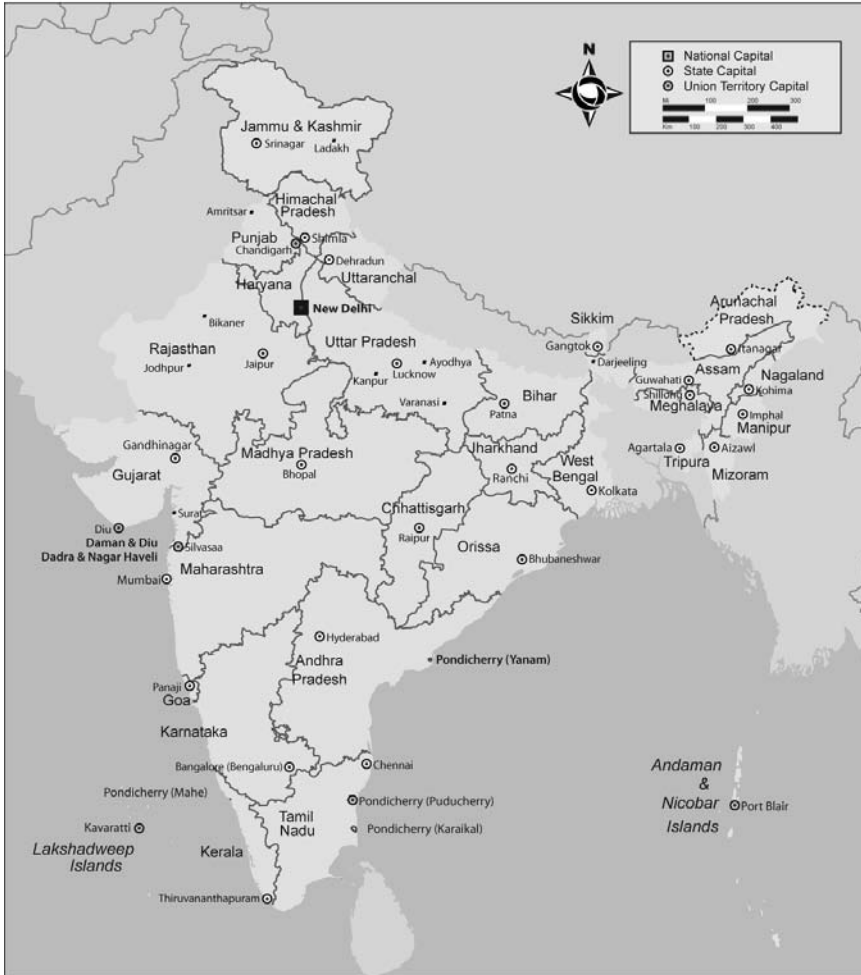 N
National Capital
State Capital
Union Territory Capital
Mi. 100 200 300
Km 100 200 300 400
Jammu & Kashmir
Srinagar
Ladakh
Himachal
Pradesh
Amritsar
Punjab
Shimla
Chandigarh
Dehradun
Haryana
Uttaranchal
New Delhi
Bikaner
Rajasthan
Jodhpur
Jaipur
Uttar Pradesh
Ayodhya
Kanpur
Lucknow
Varanasi
Sikkim
Gangtok
Darjeeling
Arunachal
Pradesh
Itanagar
Assam
Nagaland
Guwahati
Shillong
Kohima
Meghalaya
Imphal
Manipur
Bihar
Patna
Gandhinagar
Gujarat
Madhya Pradesh
Bhopal
Jharkhand
Ranchi
West
Bengal
Kolkata
Agartala
Tripura
Aizawl
Mizoram
Surat
Diu
Daman & Diu
Dadra & Nagar Haveli
Silvasaa
Chhattisgarh
Raipur
Orissa
Bhubaneshwar
Maharashtra
Mumbai
Hyderabad
Andhra
Pradesh
Pondicherry (Yanam)
Panaji
Goa
Karnataka
Bangalore (Bengaluru)
Chennai
Pondicherry (Mahe)
Pondicherry (Puducherry)
Tamil
Nadu
Pondicherry (Karaikal)
Kavaratti
Lakshadweep
Islands
Kerala
Thiruvananthapuram
Andaman
&
Nicobar
Islands
Port Blair